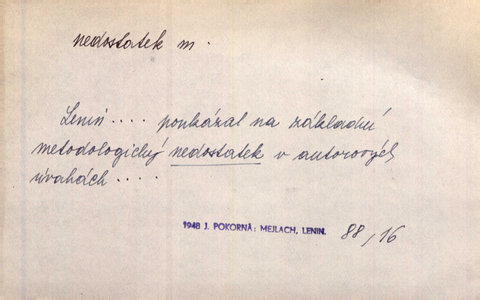 nedostatek m.
Lenin .... poukázal na základní
metodologický nedostatek v autorových
úvahách ....
1948 J. POKORNÁ: MEJLACH, LENIN. 88/16